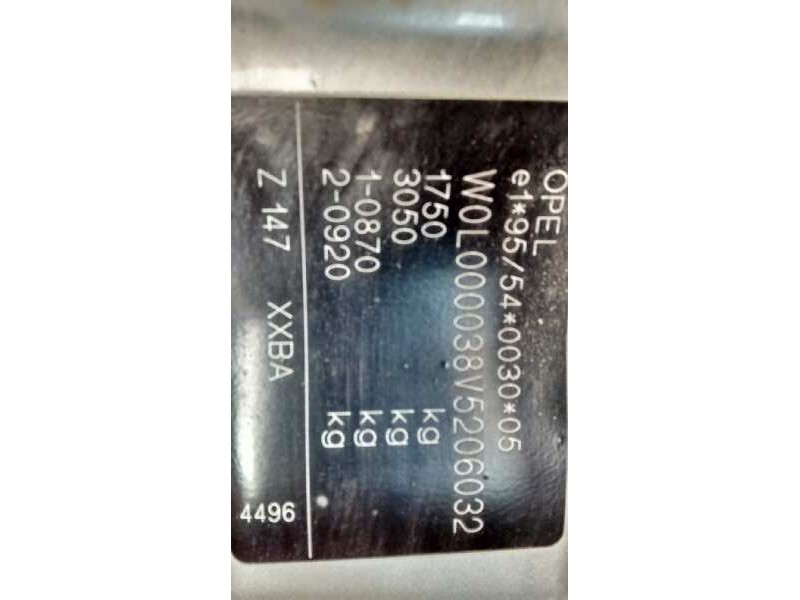 OPEL
e1*95/54*0030*05
W0L000038V5206032
1750 kg
3050 kg
1-0870 kg
2-0920 kg
Z 147 XXBA 4496